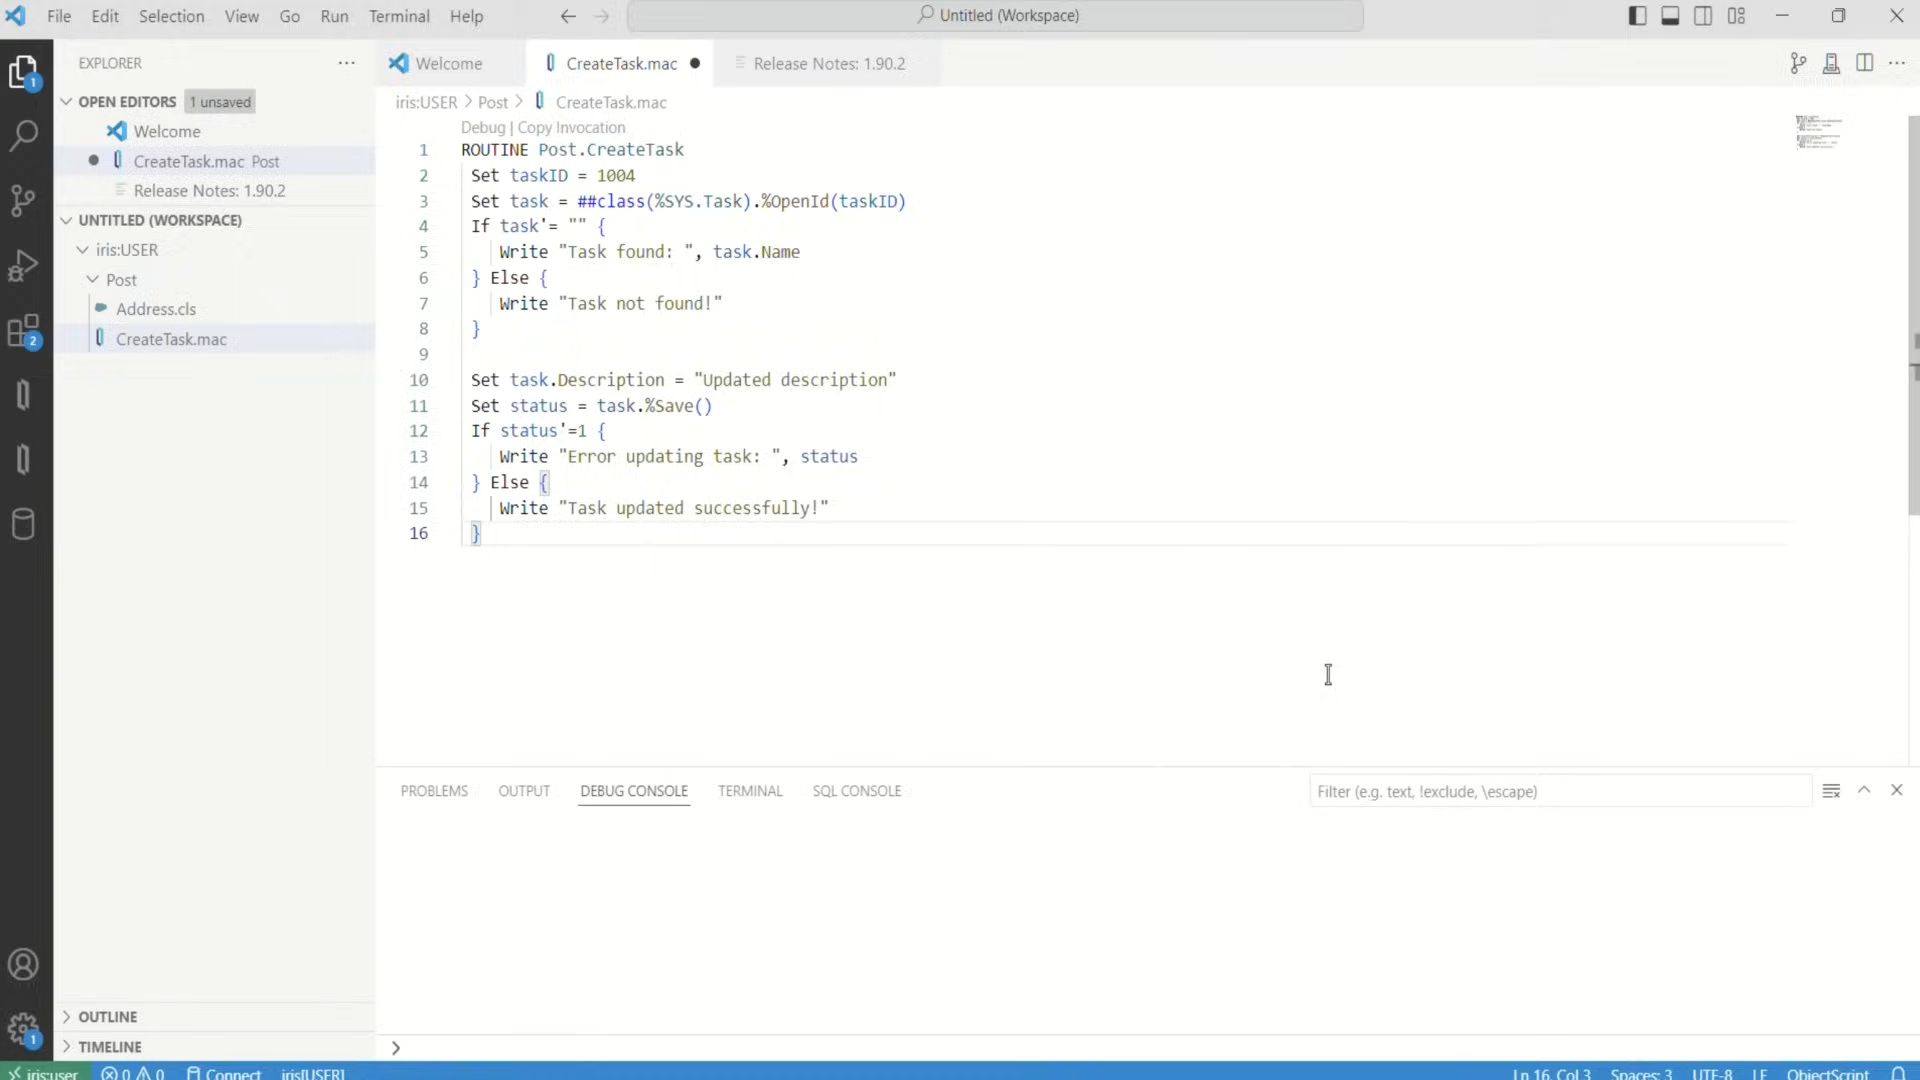 File Edit Selection View Go Run Terminal Help
Untitled (Workspace)
EXPLORER
Welcome
CreateTask.mac
Release Notes: 1.90.2
OPEN EDITORS 1 unsaved
Welcome
CreateTask.mac Post
Release Notes: 1.90.2
UNTITLED (WORKSPACE)
iris:USER
Post
Address.cls
CreateTask.mac
OUTLINE
TIMELINE
1
2
1
iris:USER > Post > CreateTask.mac
Debug | Copy Invocation
1 ROUTINE Post.CreateTask
2 Set taskID = 1004
3 Set task = ##class(%SYS.Task).%OpenId(taskID)
4 If task'= "" {
5 Write "Task found: ", task.Name
6 } Else {
7 Write "Task not found!"
8 }
9
10 Set task.Description = "Updated description"
11 Set status = task.%Save()
12 If status'=1 {
13 Write "Error updating task: ", status
14 } Else {
15 Write "Task updated successfully!"
16 }
PROBLEMS OUTPUT DEBUG CONSOLE TERMINAL SQL CONSOLE
Filter (e.g. text, !exclude, \escape)
iris:user 0 0 Connect iris[USER] Ln 16, Col 3 Spaces: 3 UTF-8 LF ObjectScript